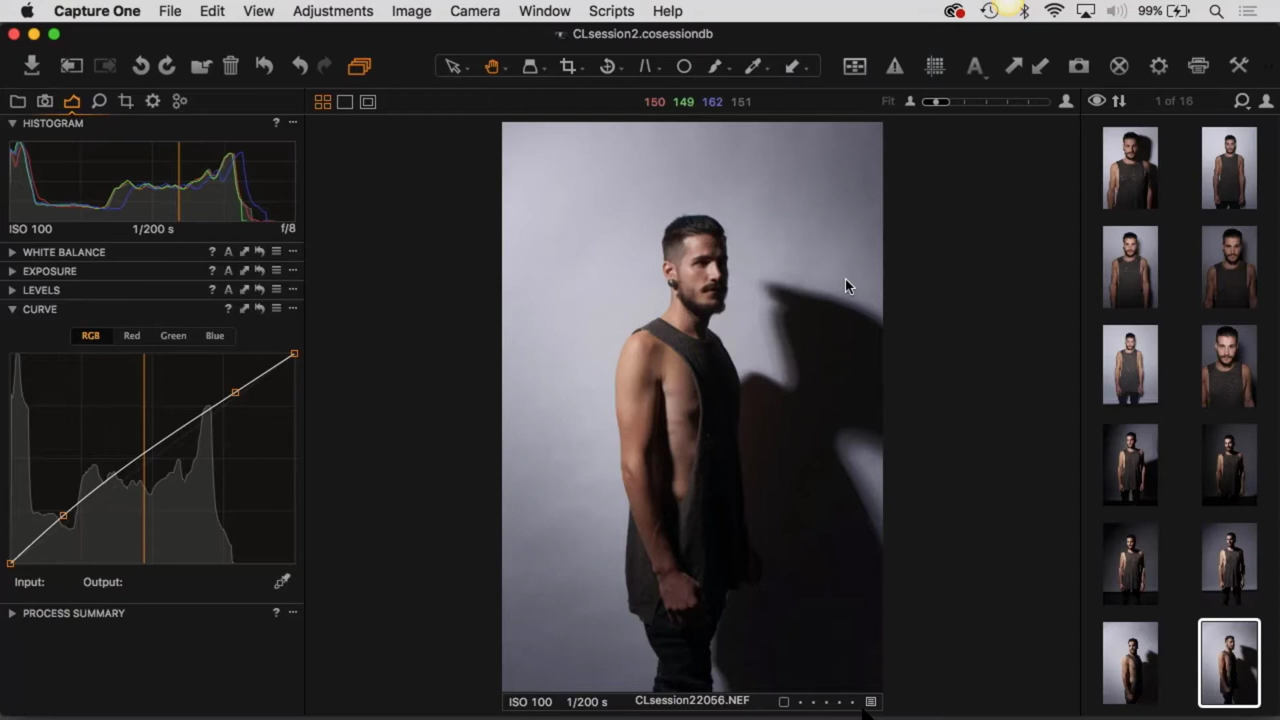 Capture One File Edit View Adjustments Image Camera Window Scripts Help 99%
CLsession2.cosessiondb
150 149 162 151 Fit 1 of 16
HISTOGRAM ? ...
ISO 100 1/200 s f/8
WHITE BALANCE ? A ...
EXPOSURE ? A ...
LEVELS ? A ...
CURVE ? ...
RGB Red Green Blue
Input: Output:
PROCESS SUMMARY ? ...
ISO 100 1/200 s CLsession22056.NEF